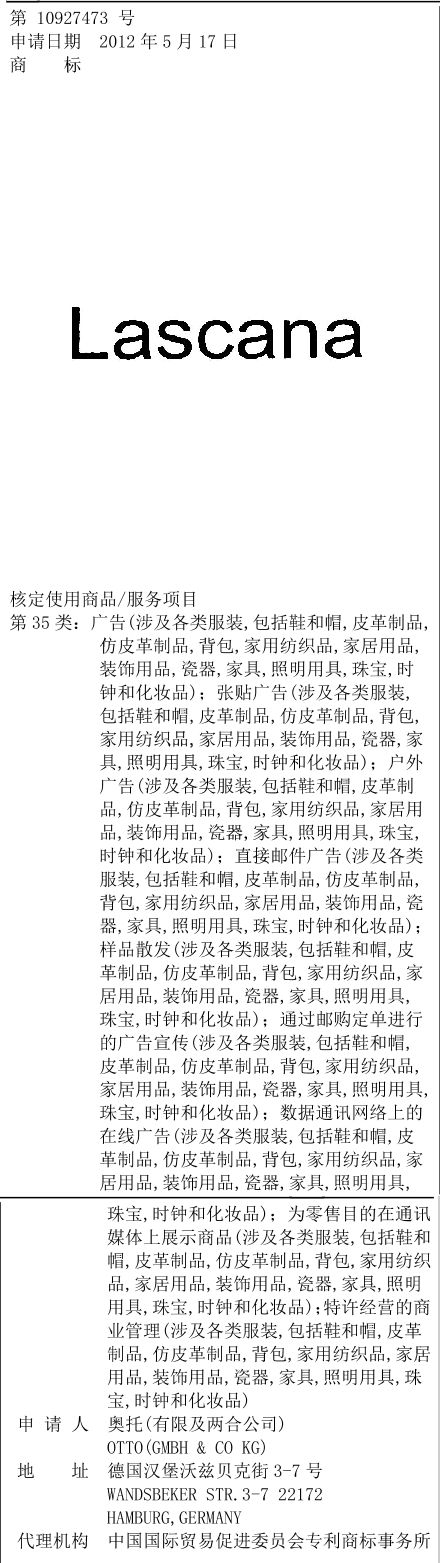 第 10927473 号
申请日期 2012 年 5 月 17 日
商 标
Lascana
核定使用商品/服务项目
第 35 类：广告(涉及各类服装,包括鞋和帽,皮革制品,
仿皮革制品,背包,家用纺织品,家居用品,
装饰用品,瓷器,家具,照明用具,珠宝,时
钟和化妆品)；张贴广告(涉及各类服装,
包括鞋和帽,皮革制品,仿皮革制品,背包,
家用纺织品,家居用品,装饰用品,瓷器,家
具,照明用具,珠宝,时钟和化妆品)；户外
广告(涉及各类服装,包括鞋和帽,皮革制
品,仿皮革制品,背包,家用纺织品,家居用
品,装饰用品,瓷器,家具,照明用具,珠宝,
时钟和化妆品)；直接邮件广告(涉及各类
服装,包括鞋和帽,皮革制品,仿皮革制品,
背包,家用纺织品,家居用品,装饰用品,瓷
器,家具,照明用具,珠宝,时钟和化妆品)；
样品散发(涉及各类服装,包括鞋和帽,皮
革制品,仿皮革制品,背包,家用纺织品,家
居用品,装饰用品,瓷器,家具,照明用具,
珠宝,时钟和化妆品)；通过邮购定单进行
的广告宣传(涉及各类服装,包括鞋和帽,
皮革制品,仿皮革制品,背包,家用纺织品,
家居用品,装饰用品,瓷器,家具,照明用具,
珠宝,时钟和化妆品)；数据通讯网络上的
在线广告(涉及各类服装,包括鞋和帽,皮
革制品,仿皮革制品,背包,家用纺织品,家
居用品,装饰用品,瓷器,家具,照明用具,
珠宝,时钟和化妆品)；为零售目的在通讯
媒体上展示商品(涉及各类服装,包括鞋和
帽,皮革制品,仿皮革制品,背包,家用纺织
品,家居用品,装饰用品,瓷器,家具,照明
用具,珠宝,时钟和化妆品);特许经营的商
业管理(涉及各类服装,包括鞋和帽,皮革
制品,仿皮革制品,背包,家用纺织品,家居
用品,装饰用品,瓷器,家具,照明用具,珠
宝,时钟和化妆品)
申 请 人 奥托(有限及两合公司)
OTTO(GMBH & CO KG)
地 址 德国汉堡沃兹贝克街 3-7 号
WANDSBEKER STR.3-7 22172
HAMBURG,GERMANY
代理机构 中国国际贸易促进委员会专利商标事务所